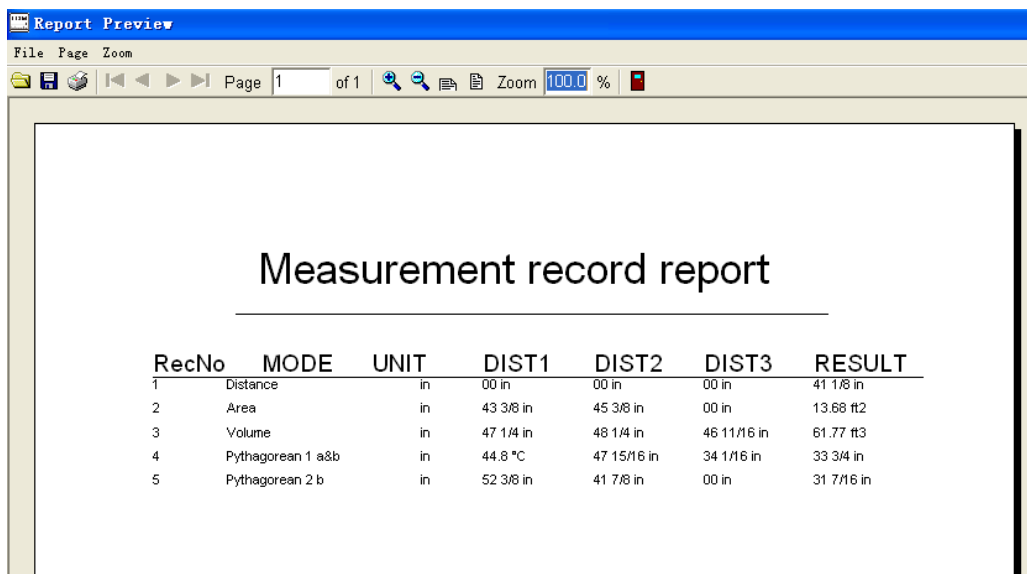 Report Preview
File Page Zoom
Page 1 of 1 Zoom 100.0 %
Measurement record report
RecNo MODE UNIT DIST1 DIST2 DIST3 RESULT
1 Distance in 00 in 00 in 00 in 41 1/8 in
2 Area in 43 3/8 in 45 3/8 in 00 in 13.68 ft2
3 Volume in 47 1/4 in 48 1/4 in 46 11/16 in 61.77 ft3
4 Pythagorean 1 a&b in 44.8 °C 47 15/16 in 34 1/16 in 33 3/4 in
5 Pythagorean 2 b in 52 3/8 in 41 7/8 in 00 in 31 7/16 in